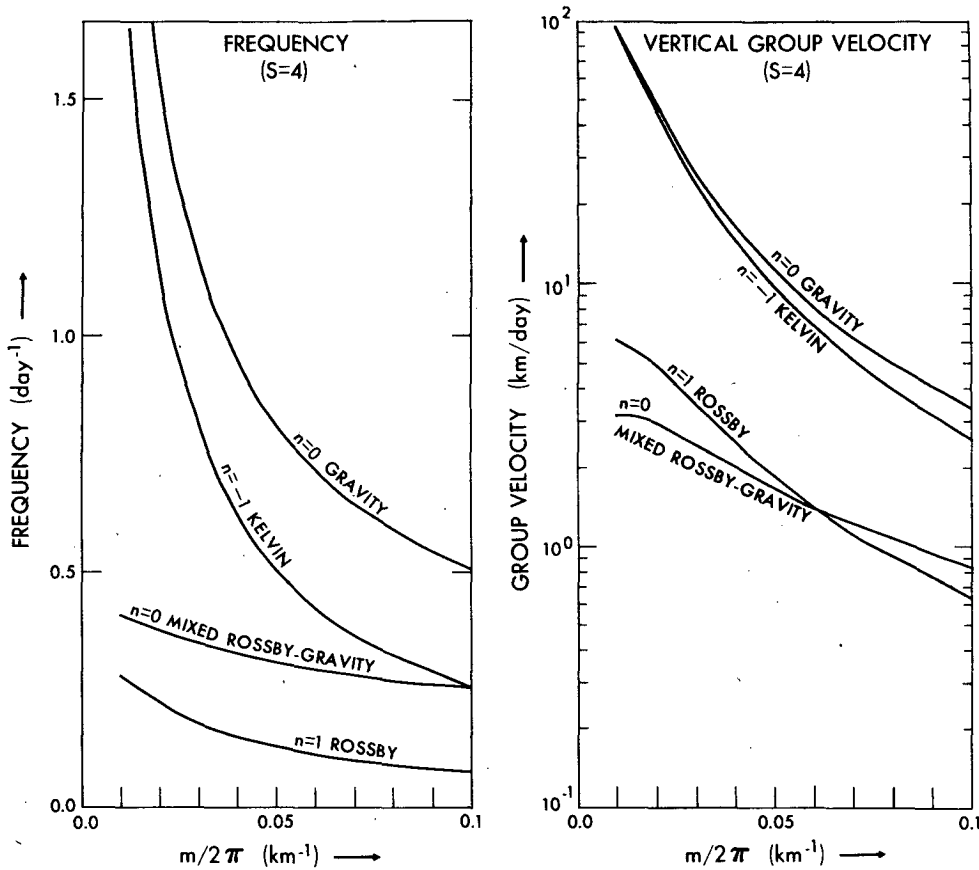 FREQUENCY
(S=4)
1.5
1.0
0.5
0.0
FREQUENCY (day⁻¹)
n=0 GRAVITY
n=−1 KELVIN
n=0 MIXED ROSSBY-GRAVITY
n=1 ROSSBY
0.0
0.05
0.1
m/2π (km⁻¹)
VERTICAL GROUP VELOCITY
(S=4)
10²
10¹
10⁰
10⁻¹
GROUP VELOCITY (km/day)
n=0 GRAVITY
n=−1 KELVIN
n=1 ROSSBY
n=0
MIXED ROSSBY-GRAVITY
0.0
0.05
0.1
m/2π (km⁻¹)